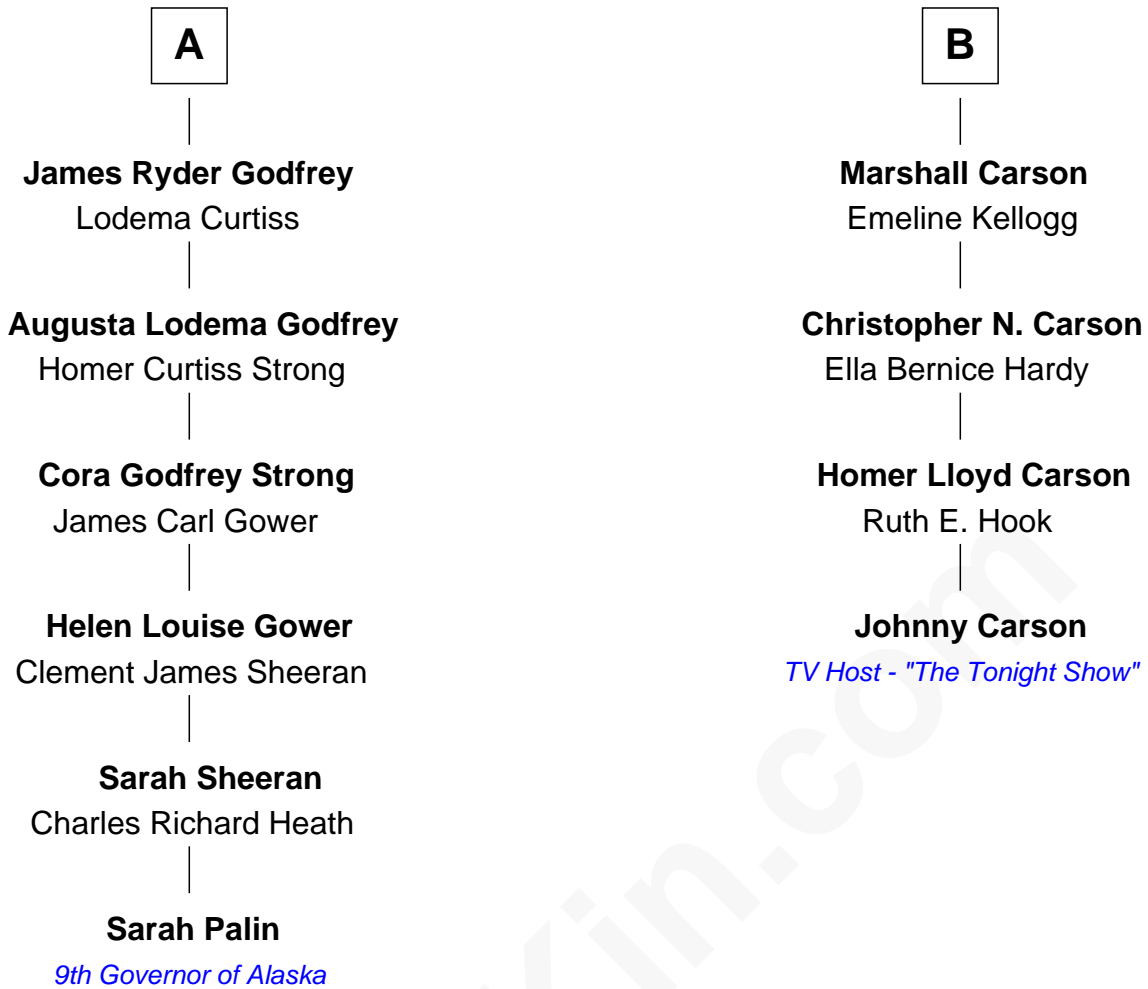 A
James Ryder Godfrey
Lodema Curtiss
Augusta Lodema Godfrey
Homer Curtiss Strong
Cora Godfrey Strong
James Carl Gower
Helen Louise Gower
Clement James Sheeran
Sarah Sheeran
Charles Richard Heath
Sarah Palin
9th Governor of Alaska
B
Marshall Carson
Emeline Kellogg
Christopher N. Carson
Ella Bernice Hardy
Homer Lloyd Carson
Ruth E. Hook
Johnny Carson
TV Host - "The Tonight Show"